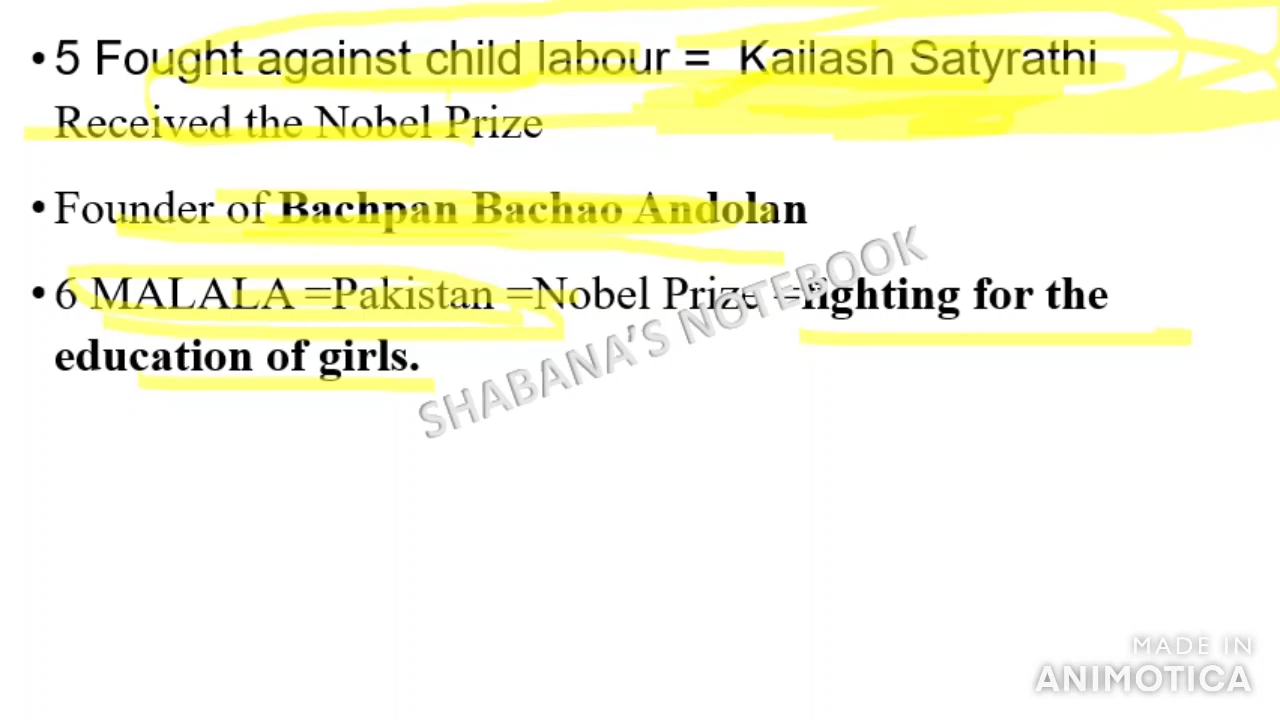 • 5 Fought against child labour = Kailash Satyrathi
Received the Nobel Prize
• Founder of Bachpan Bachao Andolan
• 6 MALALA =Pakistan =Nobel Prize =fighting for the
education of girls.
SHABANA'S NOTEBOOK
MADE IN
ANIMOTICA